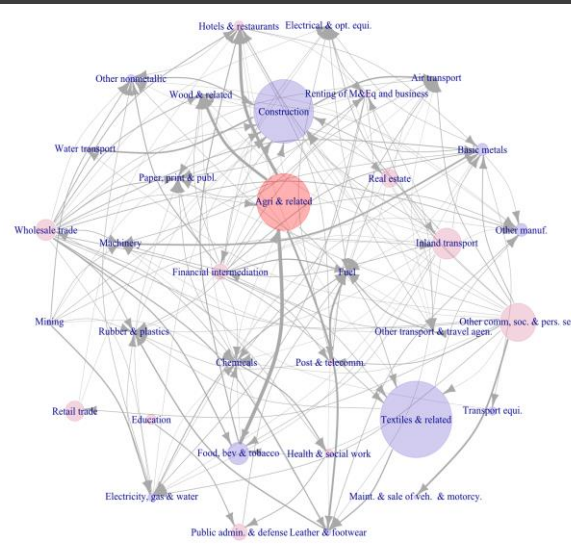 Hotels & restaurants
Electrical & opt. equi.
Other nonmetallic
Air transport
Wood & related
Renting of M&Eq and business
Construction
Water transport
Basic metals
Paper, print & publ.
Real estate
Agri & related
Wholesale trade
Other manuf.
Machinery
Inland transport
Financial intermediation
Fuel
Mining
Other comm, soc. & pers. se
Rubber & plastics
Other transport & travel agen.
Chemicals
Post & telecomm.
Retail trade
Transport equi.
Education
Textiles & related
Food, bev & tobacco
Health & social work
Electricity, gas & water
Maint. & sale of veh. & motorcy.
Public admin. & defense
Leather & footwear